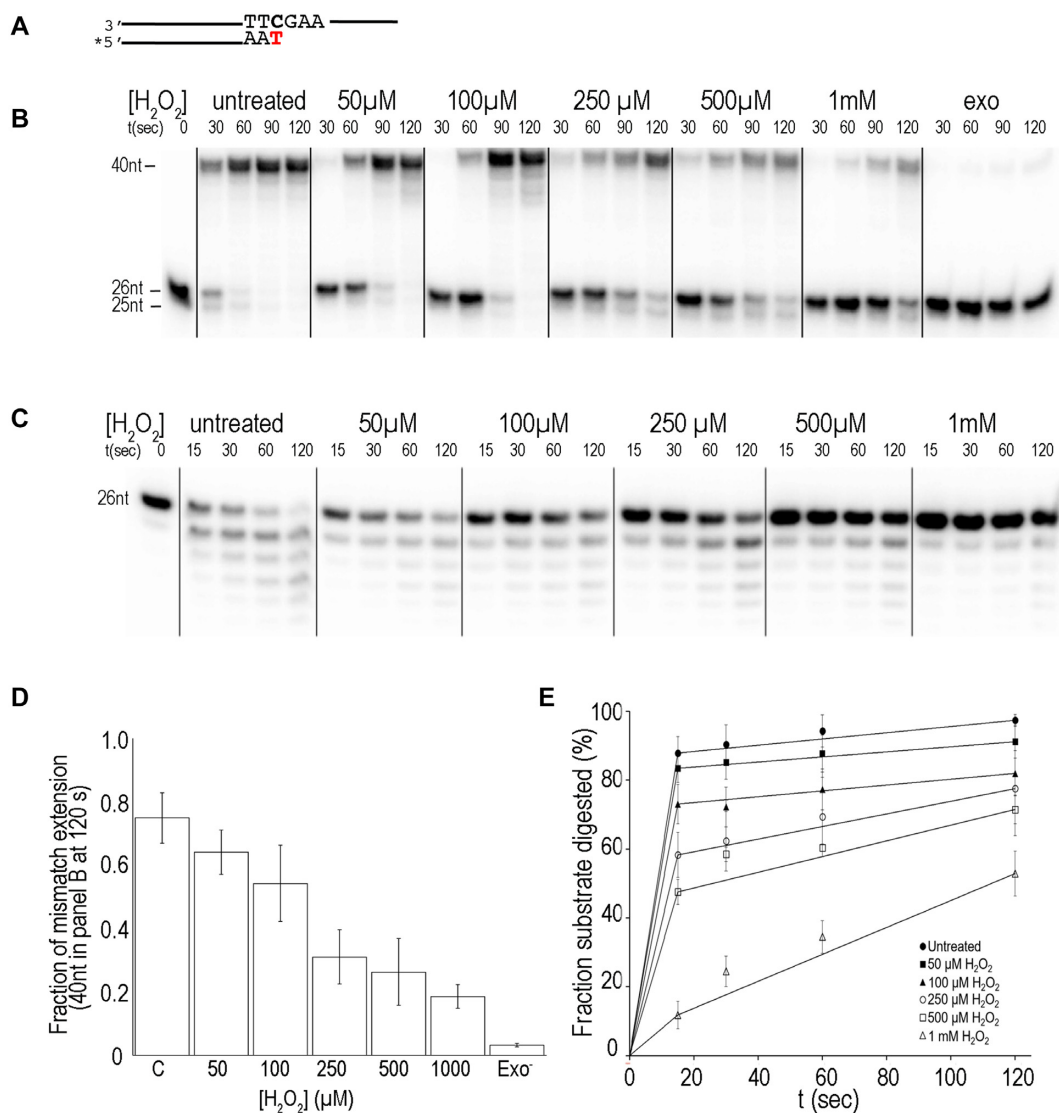 A
3' TTCGAA
*5' AAT
B
[H₂O₂] untreated 50µM 100µM 250 µM 500µM 1mM exo
t(sec) 0 30 60 90 120 30 60 90 120 30 60 90 120 30 60 90 120 30 60 90 120 30 60 90 120 30 60 90 120
40nt
26nt
25nt
C
[H₂O₂] untreated 50µM 100µM 250 µM 500µM 1mM
t(sec) 0 15 30 60 120 15 30 60 120 15 30 60 120 15 30 60 120 15 30 60 120 15 30 60 120
26nt
D
Fraction of mismatch extension
(40nt in panel B at 120 s)
1.0
0.8
0.6
0.4
0.2
0
C 50 100 250 500 1000 Exo⁻
[H₂O₂] (µM)
E
Fraction substrate digested (%)
100
80
60
40
20
0
0 20 40 60 80 100 120
t (sec)
Untreated
50 µM H₂O₂
100 µM H₂O₂
250 µM H₂O₂
500 µM H₂O₂
1 mM H₂O₂